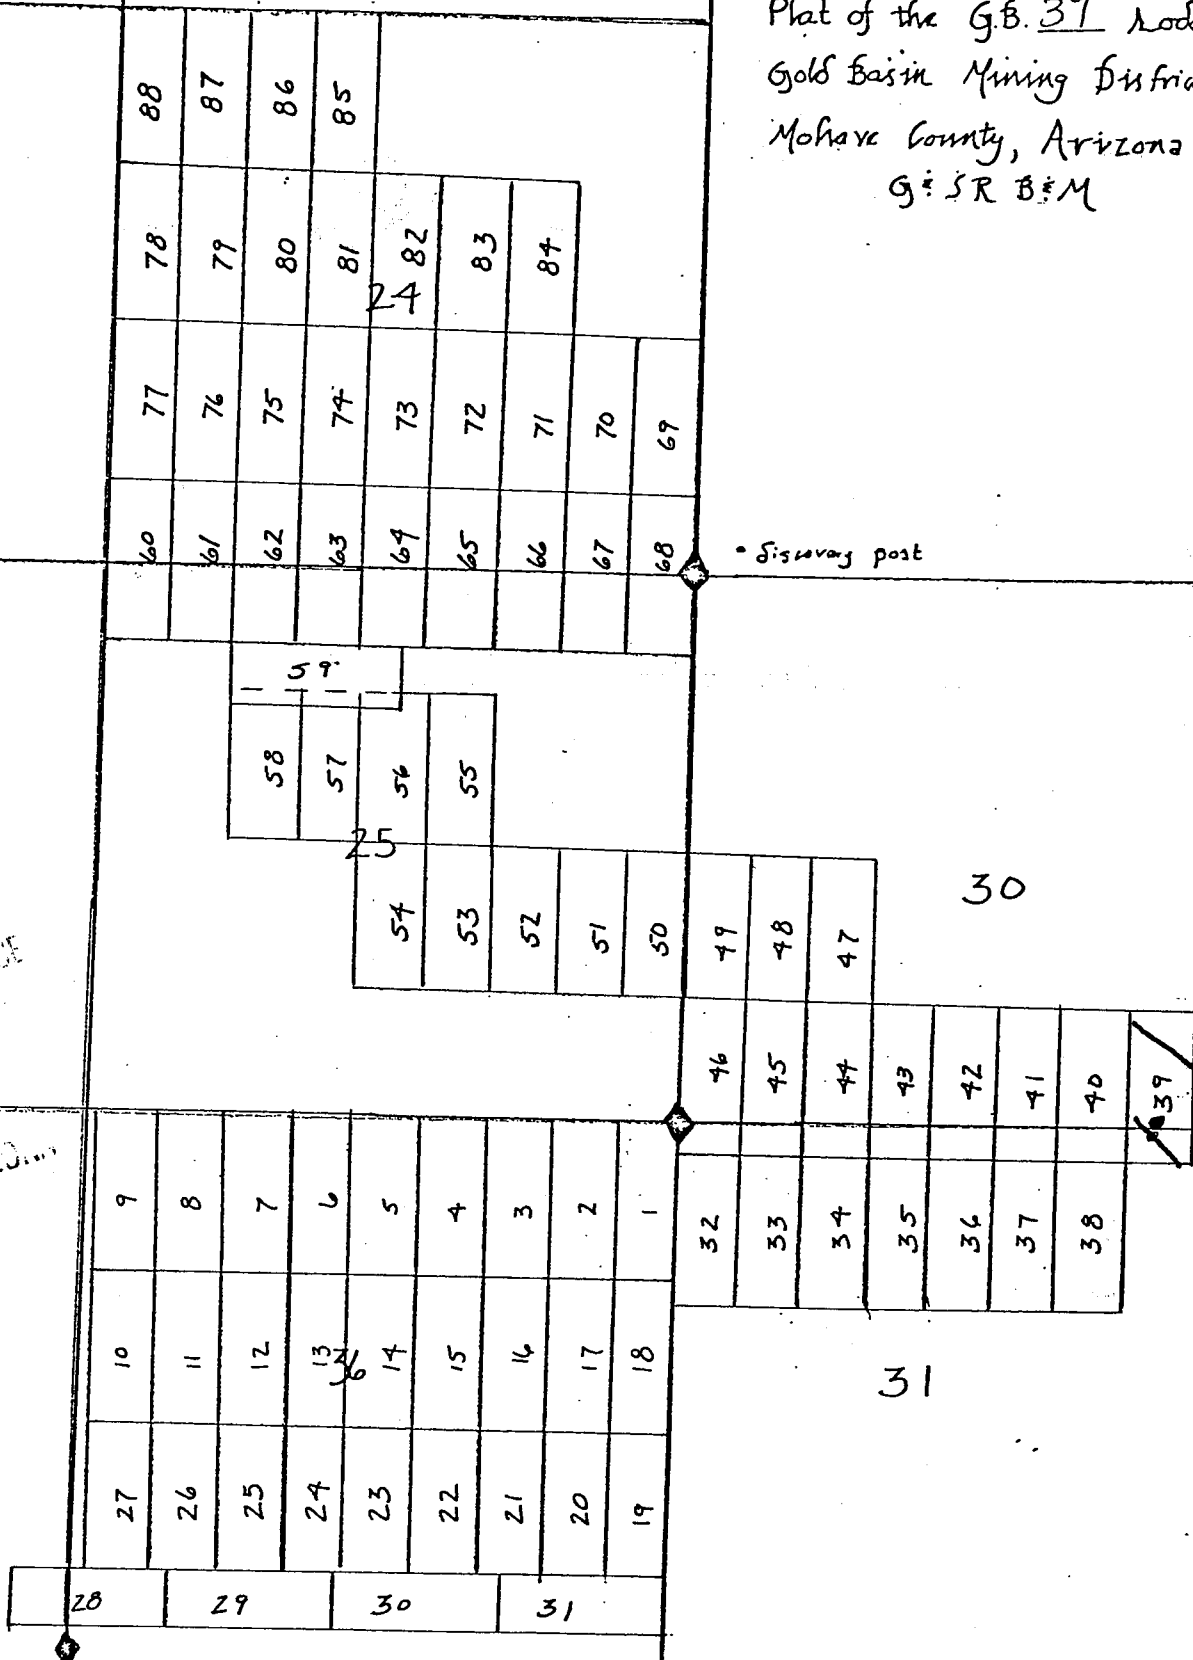 Plat of the G.B. 39 Lod
Gold Basin Mining Distric
Mohave County, Arizona
G & SR B & M
88 87 86 85
78 79 80 81 82 83 84
24
77 76 75 74 73 72 71 70 69
60 61 62 63 64 65 66 67 68
• discovery post
59
58 57 56 55
25
30
54 53 52 51 50 49 48 47
46 45 44 43 42 41 40 39
9 8 7 6 5 4 3 2 1
32 33 34 35 36 37 38
10 11 12 13 14 15 16 17 18
36
31
27 26 25 24 23 22 21 20 19
28 29 30 31